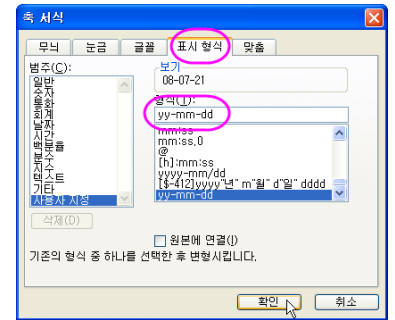 축 서식
무늬 눈금 글꼴 표시 형식 맞춤
범주(C):
일반
숫자
통화
회계
날짜
시간
백분율
분수
지수
텍스트
기타
사용자 지정
삭제(D)
보기
08-07-21
형식(T):
yy-mm-dd
mm:ss
mm:ss.0
@
[h]:mm:ss
yyyy-mm/dd
[$-412]yyyy"년" m"월" d"일" dddd
yy-mm-dd
원본에 연결(I)
기존의 형식 중 하나를 선택한 후 변형시킵니다.
확인 취소